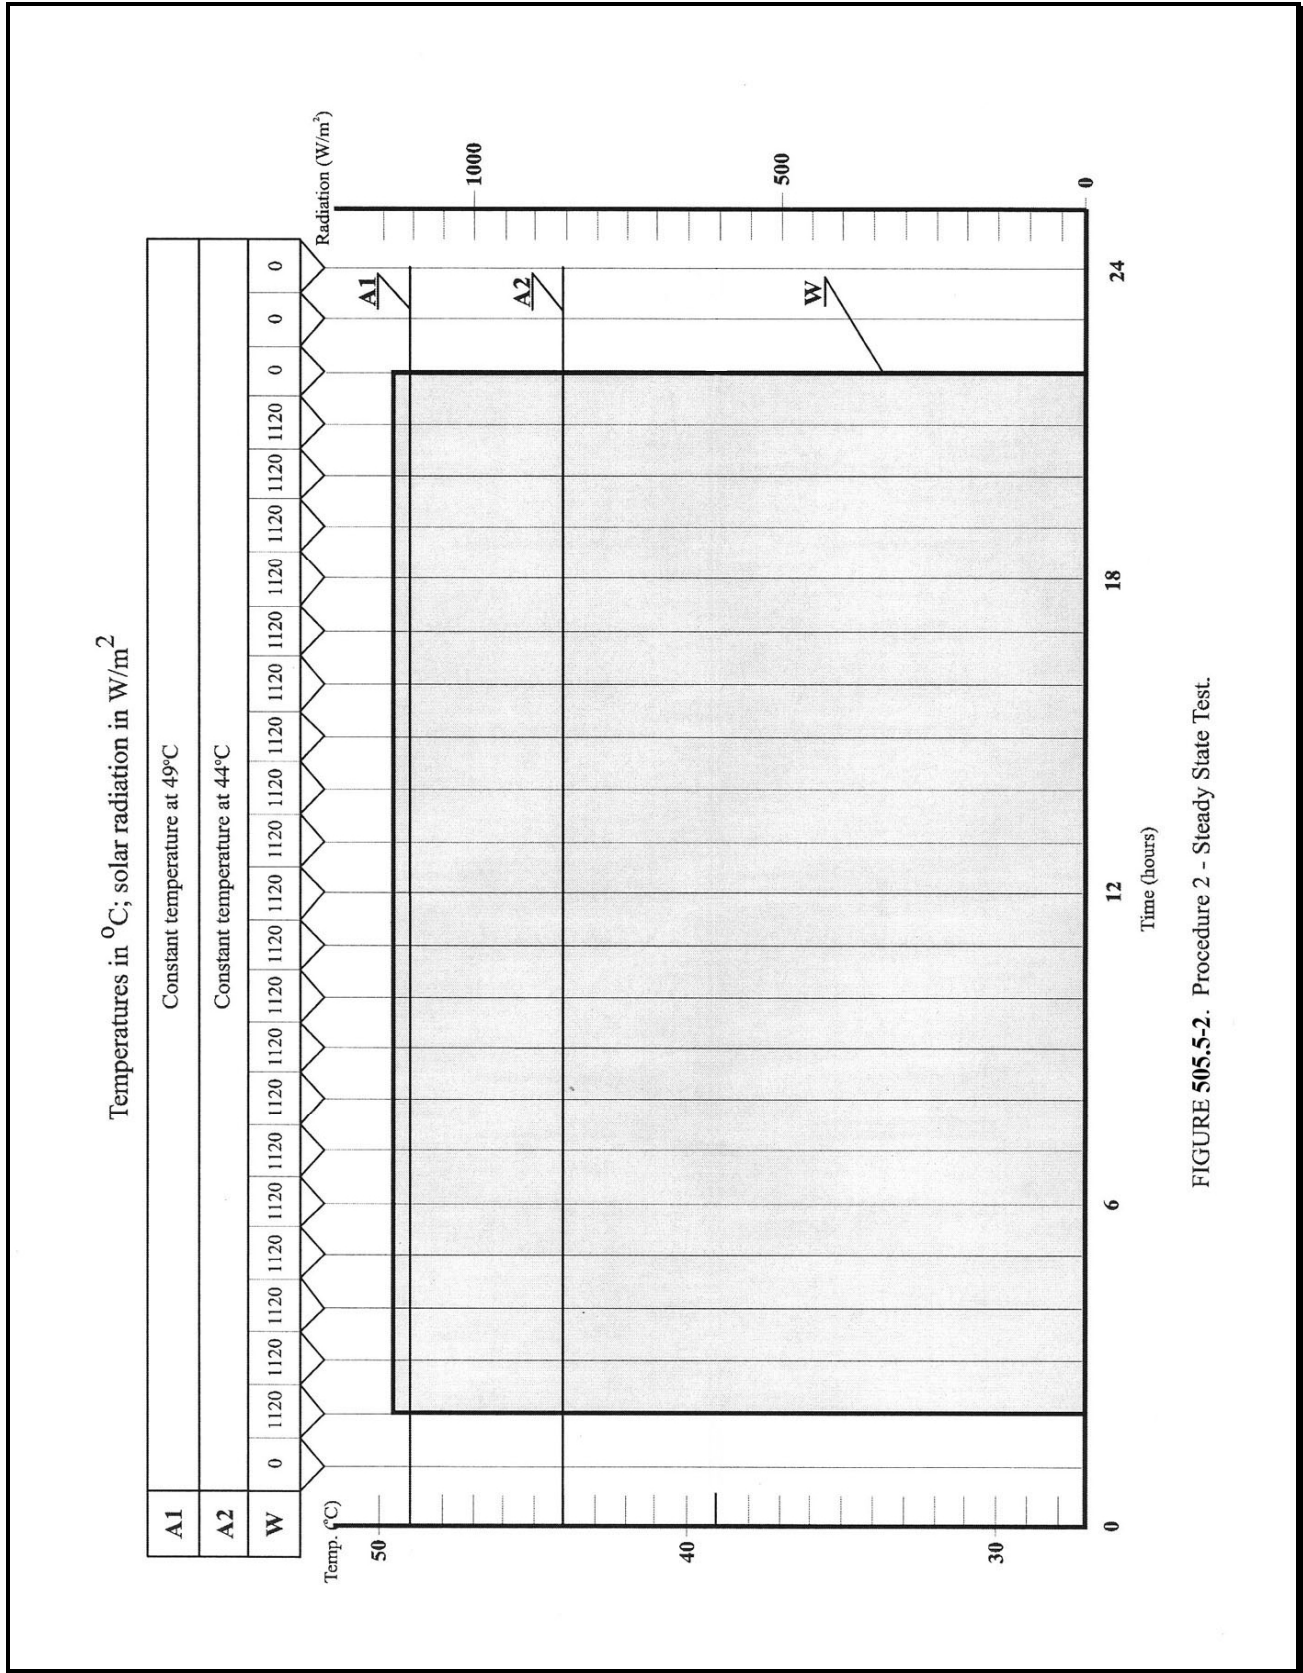 Temperatures in °C; solar radiation in W/m²
A1 Constant temperature at 49°C
A2 Constant temperature at 44°C
W 0 1120 1120 1120 1120 1120 1120 1120 1120 1120 1120 1120 1120 1120 1120 1120 1120 1120 1120 1120 1120 0 0 0
Temp. (°C)
Radiation (W/m²)
50
40
30
A1
A2
W
1000
500
0
0 6 12 18 24
Time (hours)
FIGURE 505.5-2. Procedure 2 - Steady State Test.